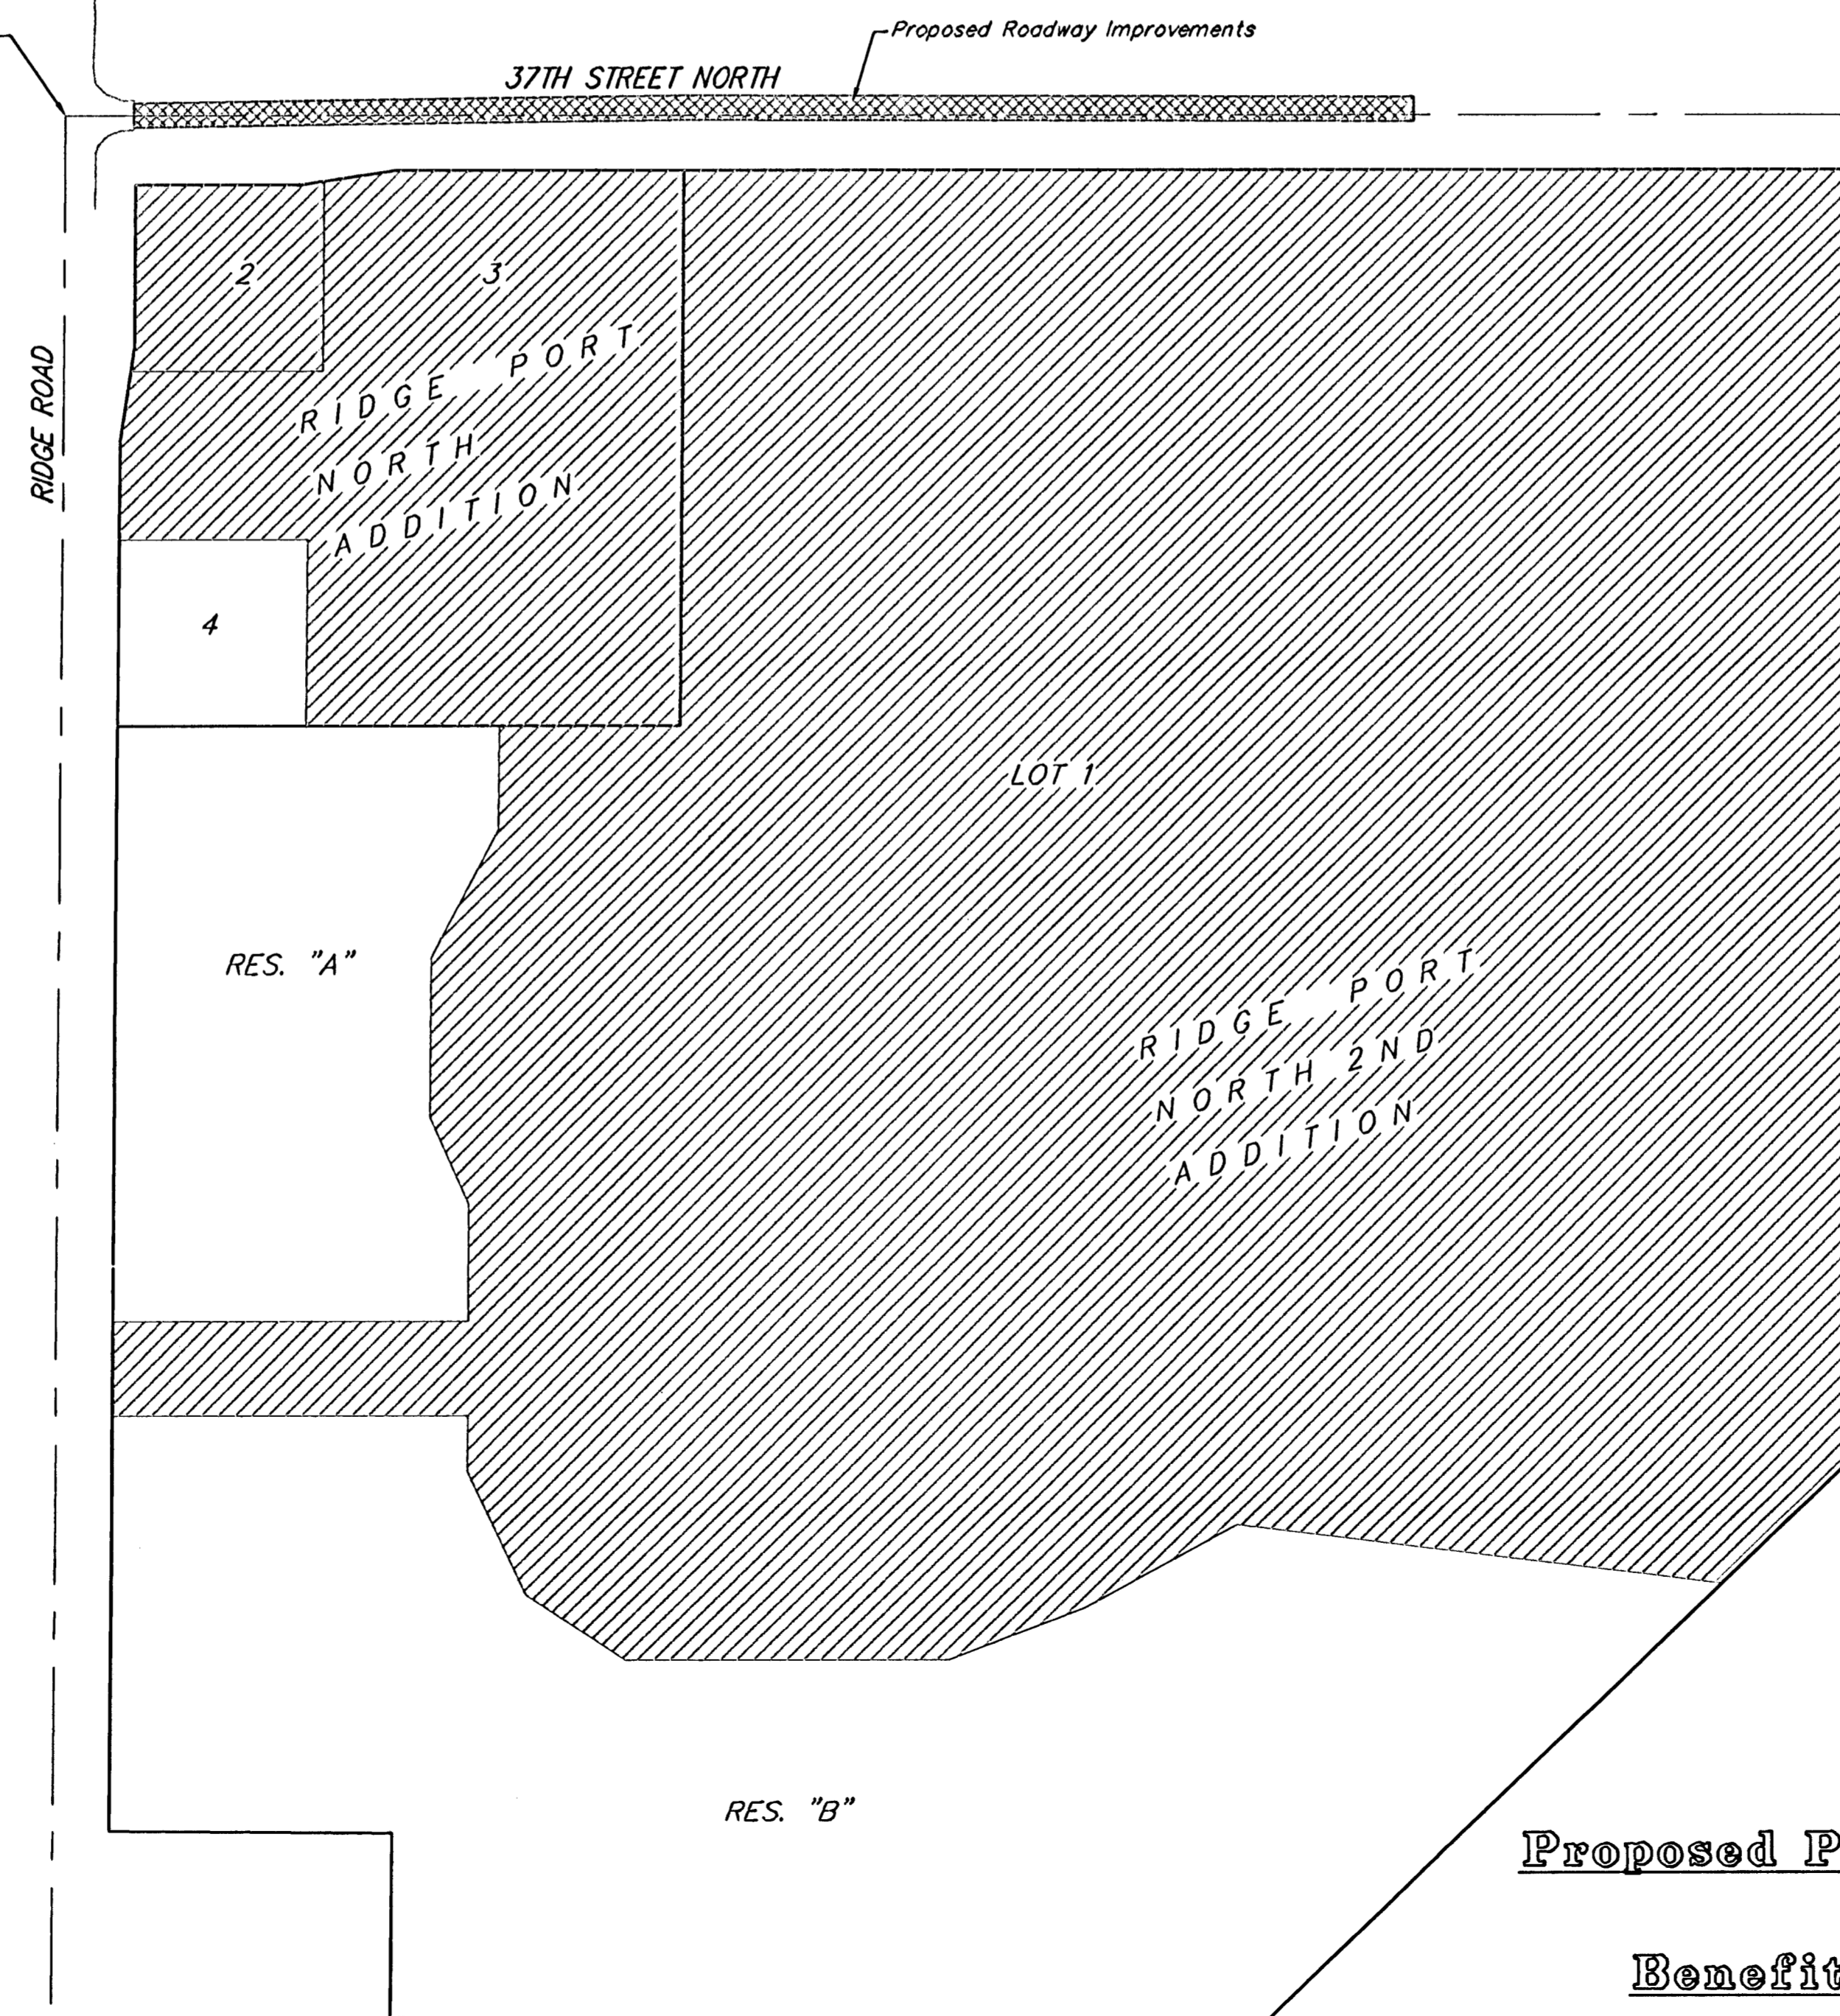 Proposed Roadway Improvements
37TH STREET NORTH
2
3
RIDGE PORT
NORTH
ADDITION
RIDGE ROAD
4
LOT 1
RES. "A"
RIDGE PORT
NORTH 2ND
ADDITION
RES. "B"
Proposed P
Benefit